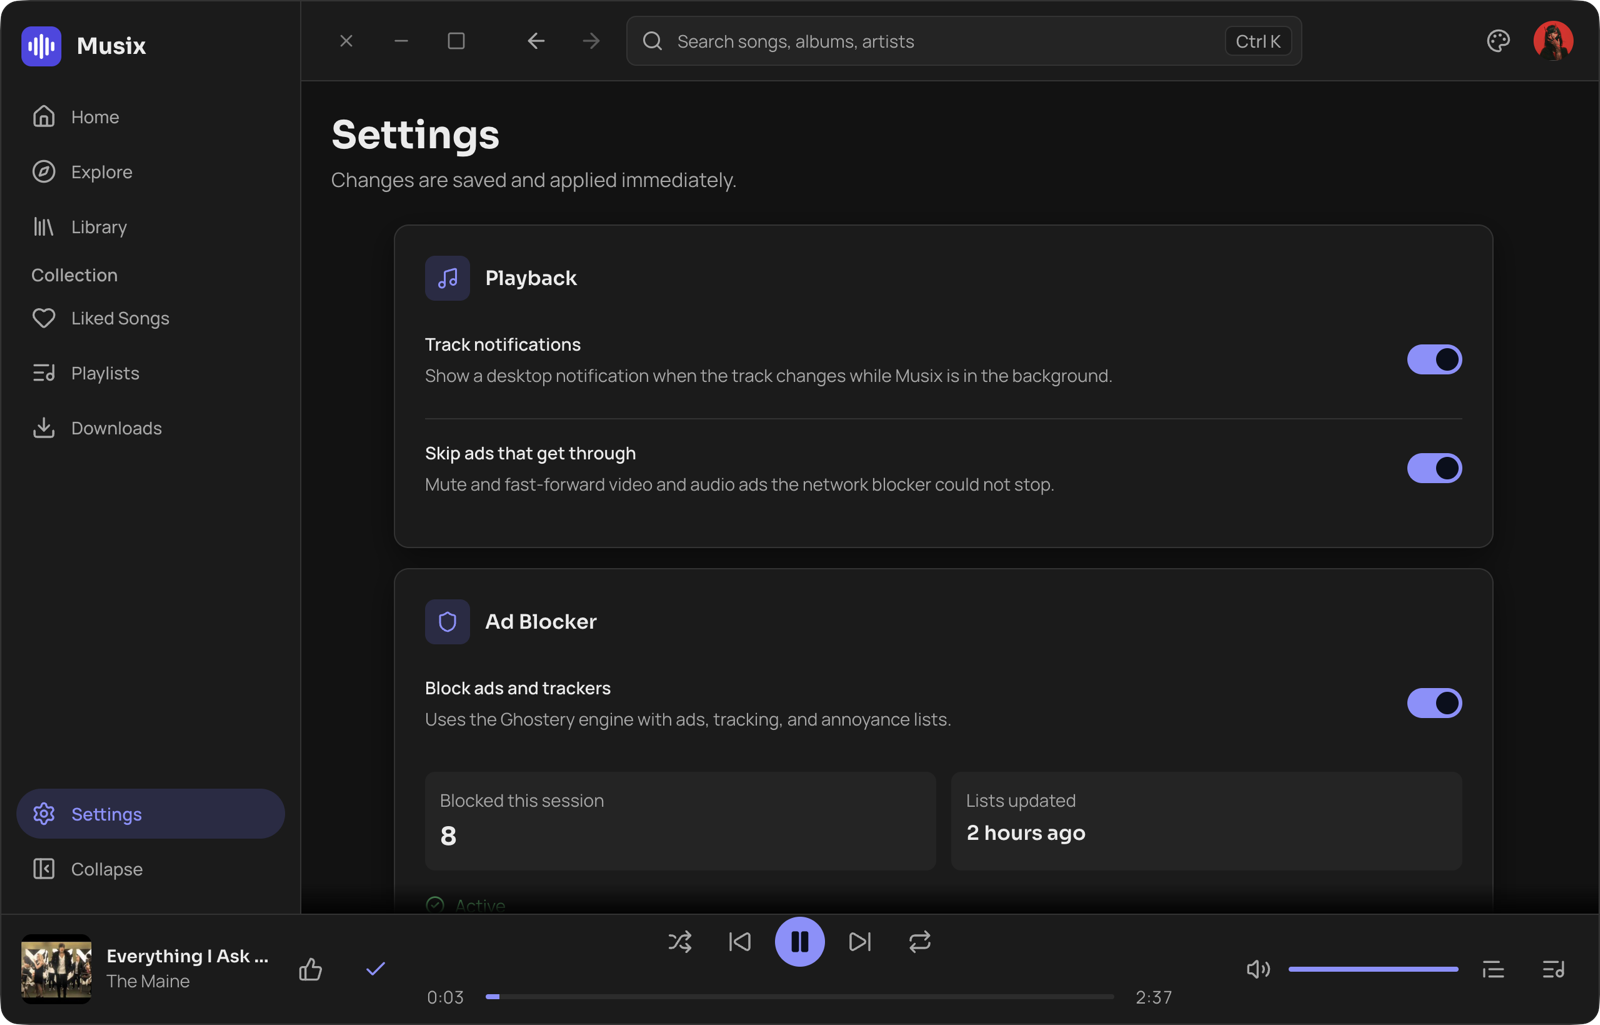 Musix
Search songs, albums, artists
Ctrl K
Home
Explore
Library
Collection
Liked Songs
Playlists
Downloads
Settings
Collapse
Settings
Changes are saved and applied immediately.
Playback
Track notifications
Show a desktop notification when the track changes while Musix is in the background.
Skip ads that get through
Mute and fast-forward video and audio ads the network blocker could not stop.
Ad Blocker
Block ads and trackers
Uses the Ghostery engine with ads, tracking, and annoyance lists.
Blocked this session
8
Lists updated
2 hours ago
Active
Everything I Ask ...
The Maine
0:03
2:37